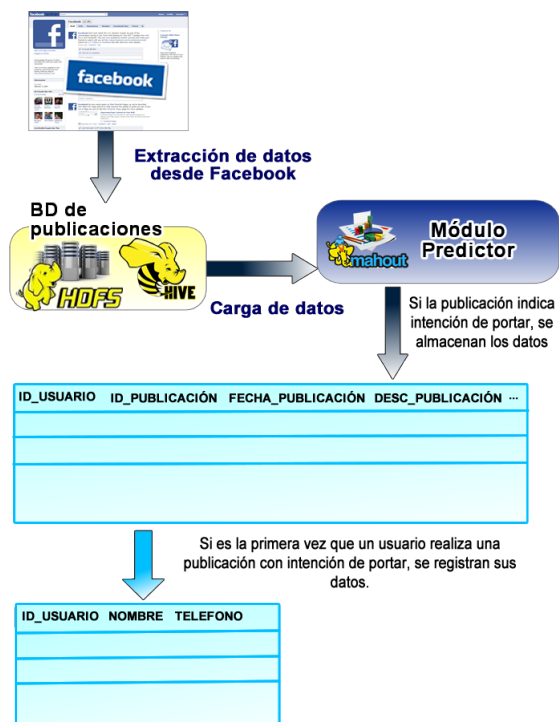 facebook
Facebook
facebook
Extracción de datos
desde Facebook
BD de
publicaciones
HDFS
HIVE
mahout
Módulo
Predictor
Carga de datos
Si la publicación indica
intención de portar, se
almacenan los datos
ID_USUARIO ID_PUBLICACIÓN FECHA_PUBLICACIÓN DESC_PUBLICACIÓN ...
Si es la primera vez que un usuario realiza una
publicación con intención de portar, se registran sus
datos.
ID_USUARIO NOMBRE TELEFONO